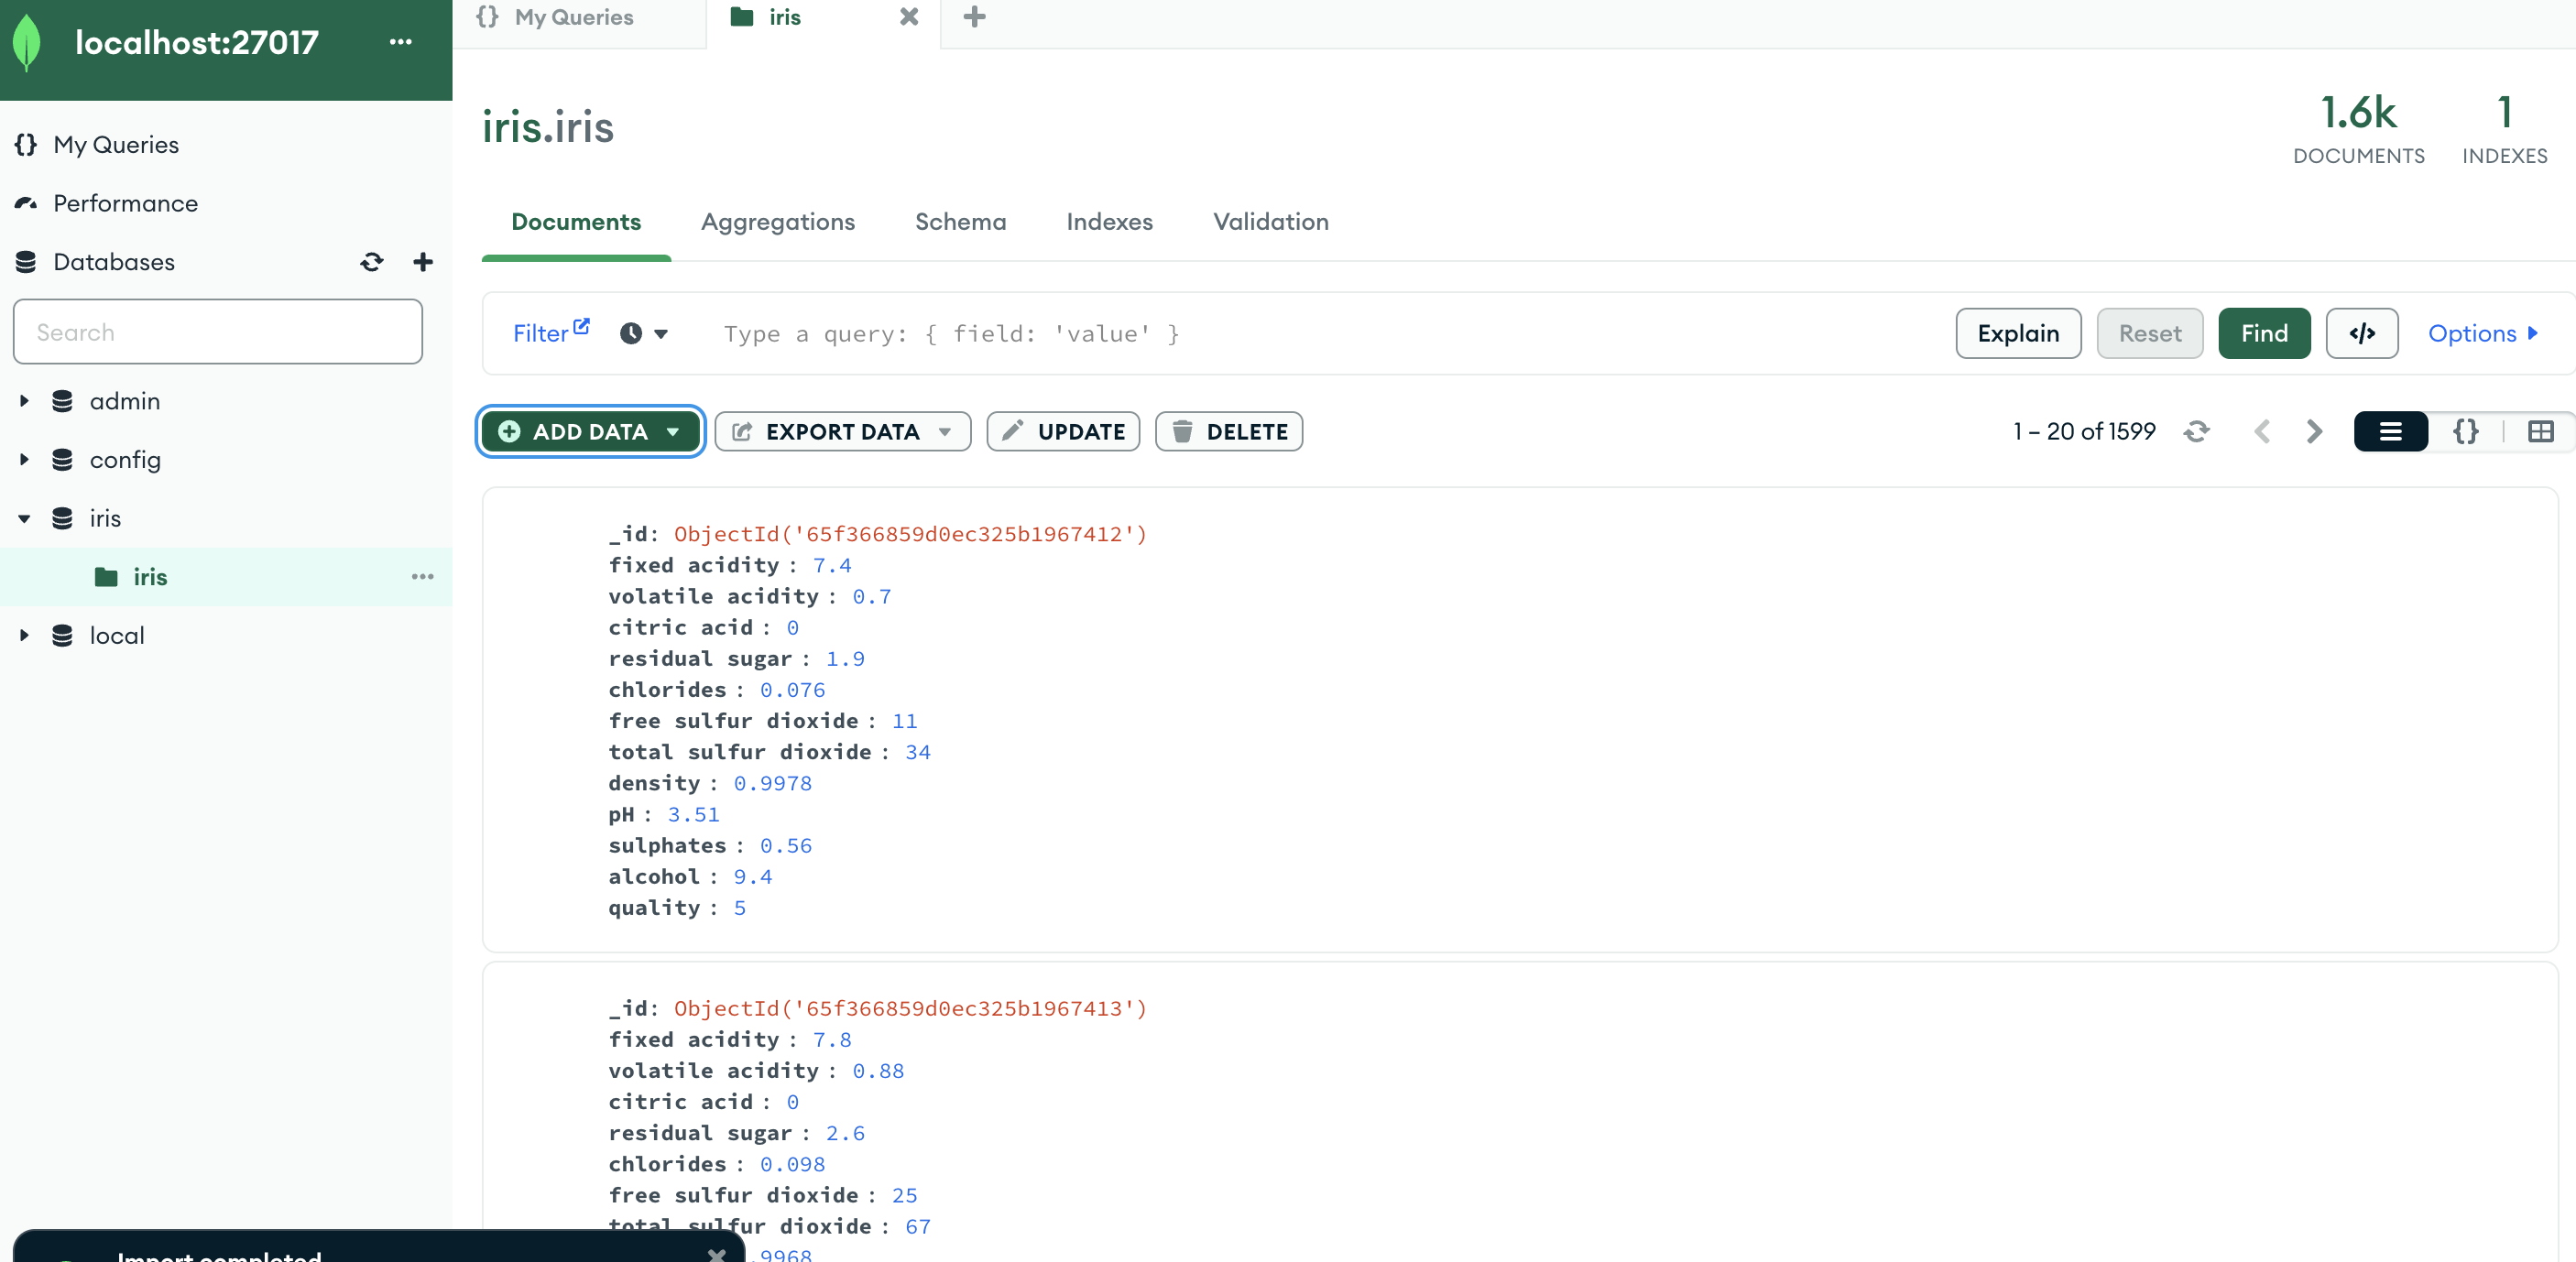 localhost:27017
My Queries
Performance
Databases
Search
admin
config
iris
iris
local
{} My Queries
iris
iris.iris
1.6k
DOCUMENTS
1
INDEXES
Documents
Aggregations
Schema
Indexes
Validation
Filter
Type a query: { field: 'value' }
Explain
Reset
Find
</>
Options
ADD DATA
EXPORT DATA
UPDATE
DELETE
1 – 20 of 1599
{}
_id: ObjectId('65f366859d0ec325b1967412')
fixed acidity : 7.4
volatile acidity : 0.7
citric acid : 0
residual sugar : 1.9
chlorides : 0.076
free sulfur dioxide : 11
total sulfur dioxide : 34
density : 0.9978
pH : 3.51
sulphates : 0.56
alcohol : 9.4
quality : 5
_id: ObjectId('65f366859d0ec325b1967413')
fixed acidity : 7.8
volatile acidity : 0.88
citric acid : 0
residual sugar : 2.6
chlorides : 0.098
free sulfur dioxide : 25
total sulfur dioxide : 67
.9968
Import completed